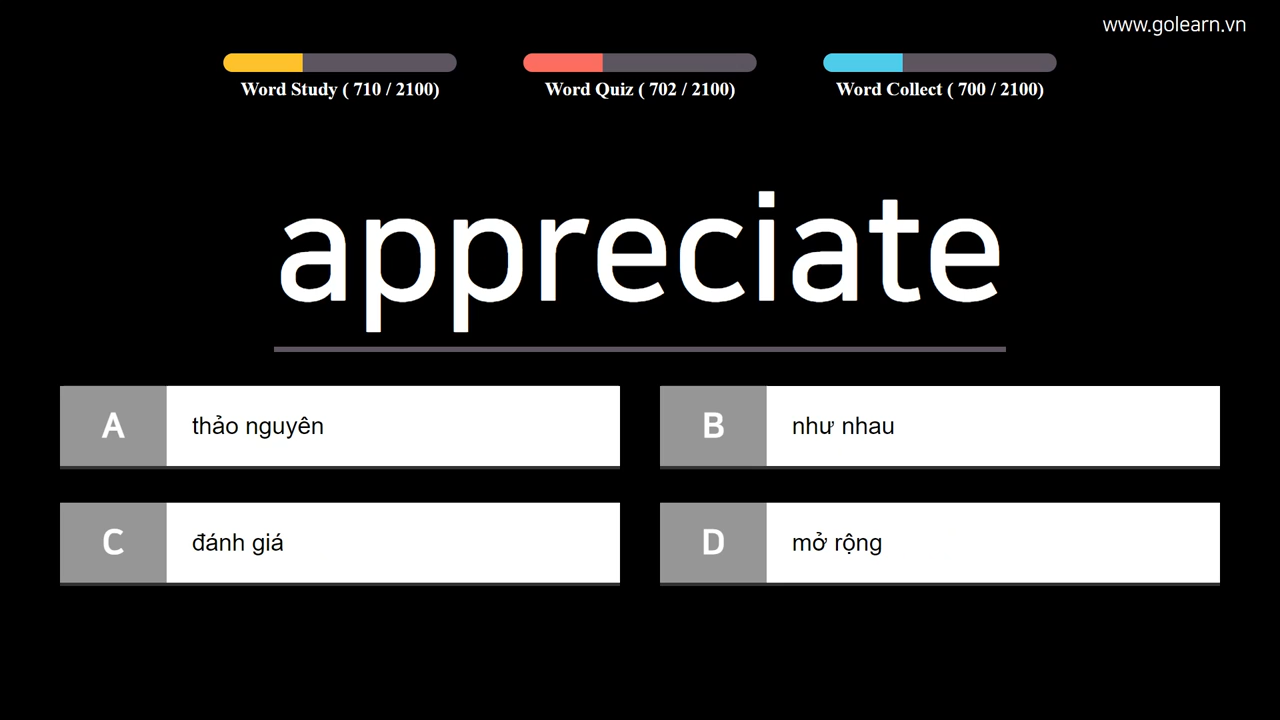 www.golearn.vn
Word Study ( 710 / 2100)
Word Quiz ( 702 / 2100)
Word Collect ( 700 / 2100)
appreciate
A thảo nguyên
B như nhau
C đánh giá
D mở rộng